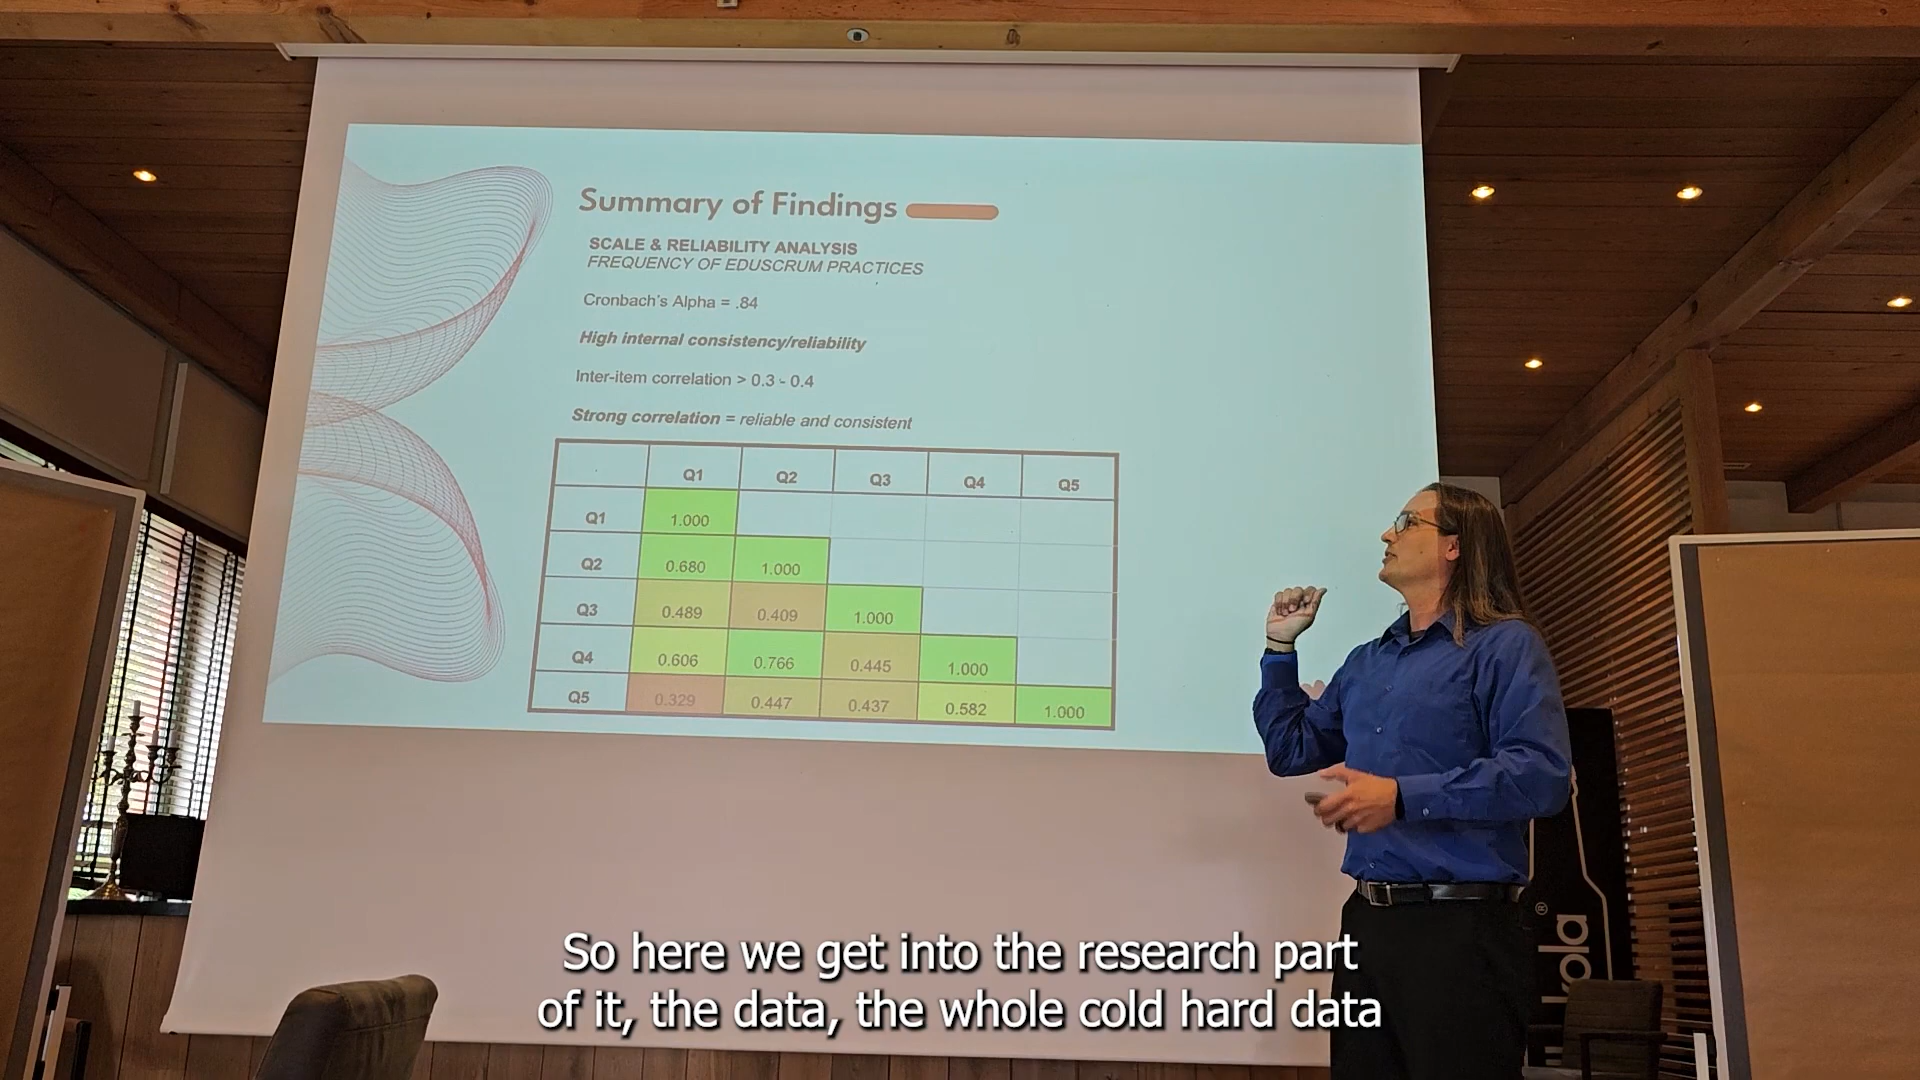 Summary of Findings
SCALE & RELIABILITY ANALYSIS
FREQUENCY OF EDUSCRUM PRACTICES
Cronbach's Alpha = .84
High internal consistency/reliability
Inter-item correlation > 0.3 - 0.4
Strong correlation = reliable and consistent
Q1 Q2 Q3 Q4 Q5
Q1 1.000
Q2 0.680 1.000
Q3 0.489 0.409 1.000
Q4 0.606 0.766 0.445 1.000
Q5 0.329 0.447 0.437 0.582 1.000
kola®
So here we get into the research part
of it, the data, the whole cold hard data